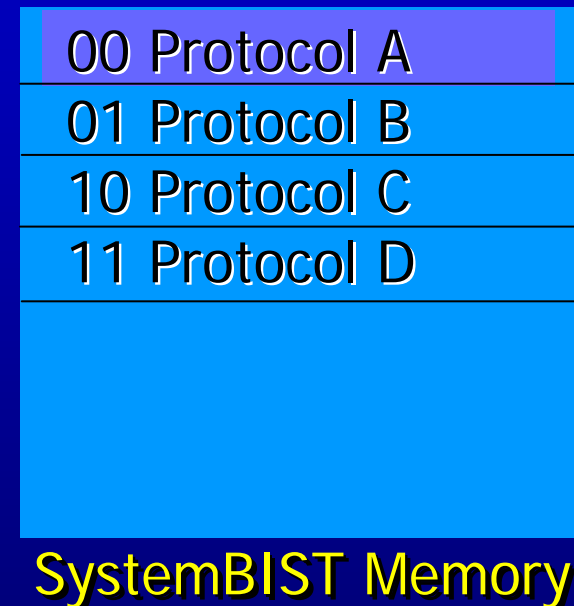 00 Protocol A
01 Protocol B
10 Protocol C
11 Protocol D
SystemBIST Memory